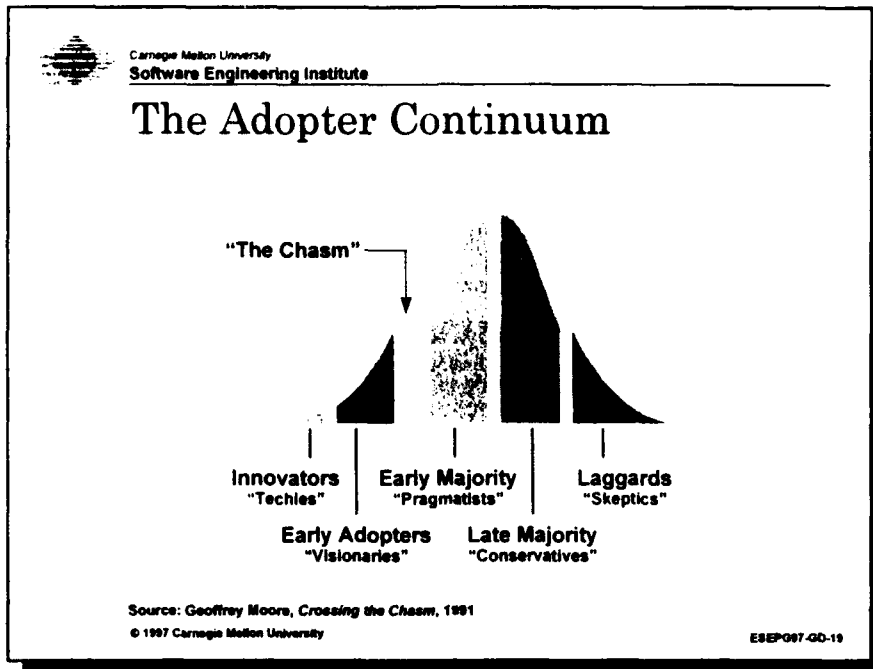 Carnegie Mellon University
Software Engineering Institute
The Adopter Continuum
"The Chasm"
Innovators
"Techies"
Early Majority
"Pragmatists"
Laggards
"Skeptics"
Early Adopters
"Visionaries"
Late Majority
"Conservatives"
Source: Geoffrey Moore, Crossing the Chasm, 1991
© 1997 Carnegie Mellon University
ESEPG97-GD-19